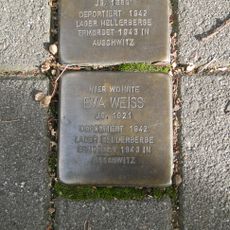 JG. 1889
DEPORTIERT 1942
LAGER HELLERBERGE
ERMORDET 1943 IN
AUSCHWITZ
HIER WOHNTE
EVA WEISS
JG. 1921
DEPORTIERT 1942
LAGER HELLERBERGE
ERMORDET 1943 IN
AUSCHWITZ